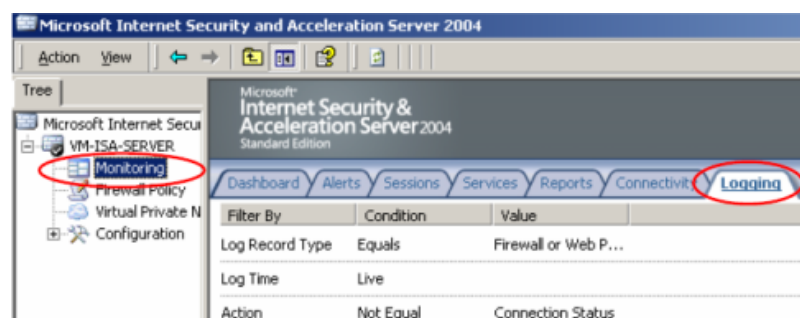 Microsoft Internet Security and Acceleration Server 2004
Action View
Tree
Microsoft Internet Secu
VM-ISA-SERVER
Monitoring
Firewall Policy
Virtual Private N
Configuration
Microsoft
Internet Security &
Acceleration Server 2004
Standard Edition
Dashboard Alerts Sessions Services Reports Connectivity Logging
Filter By Condition Value
Log Record Type Equals Firewall or Web P...
Log Time Live
Action Not Equal Connection Status